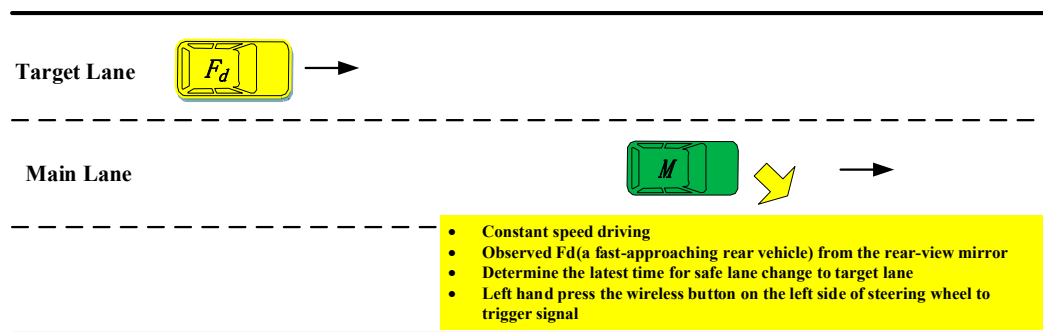 Target Lane
Fd
Main Lane
M
• Constant speed driving
• Observed Fd(a fast-approaching rear vehicle) from the rear-view mirror
• Determine the latest time for safe lane change to target lane
• Left hand press the wireless button on the left side of steering wheel to
trigger signal